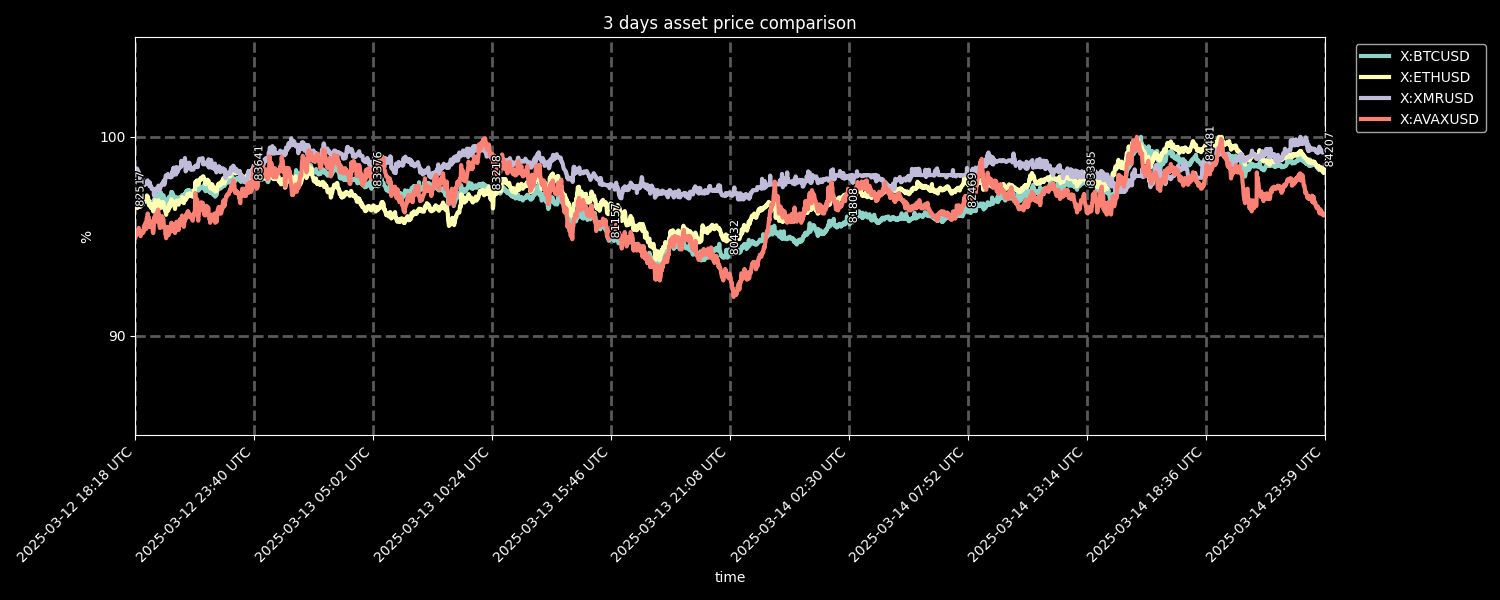 3 days asset price comparison
X:BTCUSD
X:ETHUSD
X:XMRUSD
X:AVAXUSD
100
90
%
83641
83376
83218
81157
80432
81808
82469
83385
84481
84207
2025-03-12 18:18 UTC
2025-03-12 23:40 UTC
2025-03-13 05:02 UTC
2025-03-13 10:24 UTC
2025-03-13 15:46 UTC
2025-03-13 21:08 UTC
2025-03-14 02:30 UTC
2025-03-14 07:52 UTC
2025-03-14 13:14 UTC
2025-03-14 18:36 UTC
2025-03-14 23:59 UTC
time